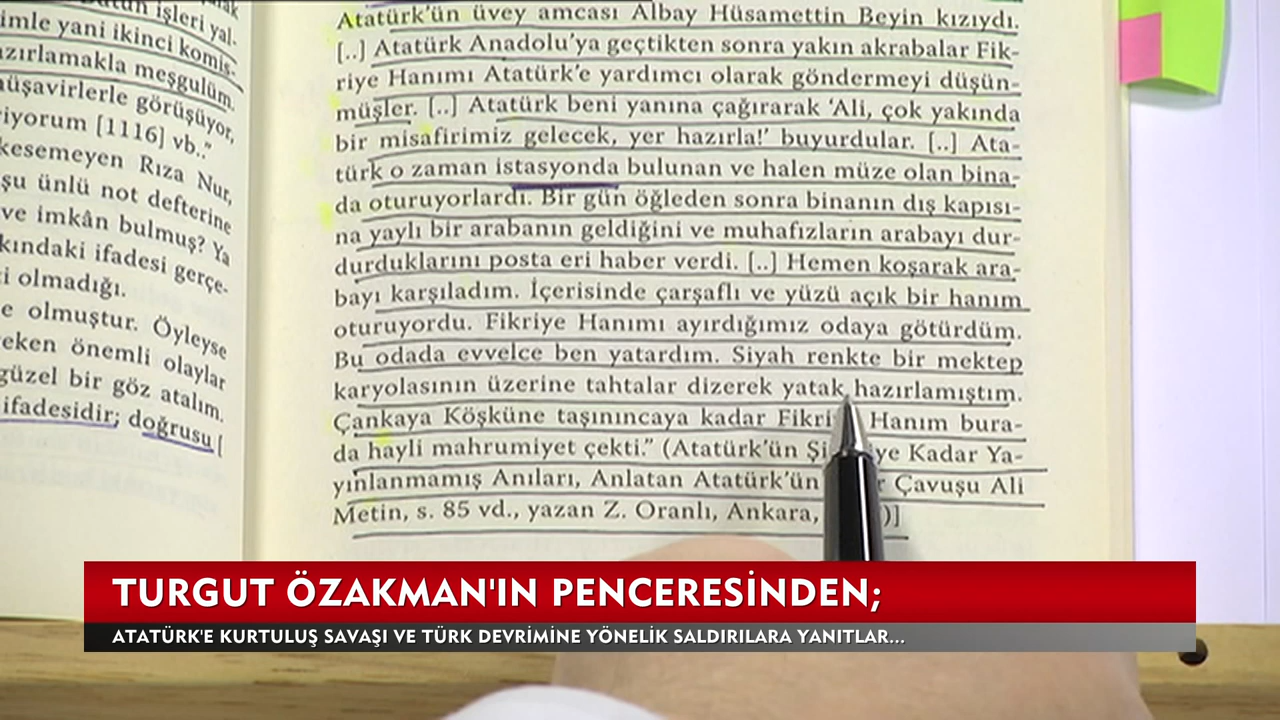 ütün işleri yal-
imle yani ikinci komis-
azırlamakla meşgulüm.
nüşavirlerle görüşüyor,
iyorum [1116] vb.."
kesemeyen Rıza Nur,
şu ünlü not defterine
ve imkân bulmuş? Ya
kındaki ifadesi gerçe-
i olmadığı.
e olmuştur. Öyleyse
eken önemli olaylar
güzel bir göz atalım.
ifadesidir; doğrusu [
Atatürk'ün üvey amcası Albay Hüsamettin Beyin kızıydı.
[..] Atatürk Anadolu'ya geçtikten sonra yakın akrabalar Fik-
riye Hanımı Atatürk'e yardımcı olarak göndermeyi düşün-
müşler. [..] Atatürk beni yanına çağırarak 'Ali, çok yakında
bir misafirimiz gelecek, yer hazırla!' buyurdular. [..] Ata-
türk o zaman istasyonda bulunan ve halen müze olan bina-
da oturuyorlardı. Bir gün öğleden sonra binanın dış kapısı-
na yaylı bir arabanın geldiğini ve muhafızların arabayı dur-
durduklarını posta eri haber verdi. [..] Hemen koşarak ara-
bayı karşıladım. İçerisinde çarşaflı ve yüzü açık bir hanım
oturuyordu. Fikriye Hanımı ayırdığımız odaya götürdüm.
Bu odada evvelce ben yatardım. Siyah renkte bir mektep
karyolasının üzerine tahtalar dizerek yatak hazırlamıştım.
Çankaya Köşküne taşınıncaya kadar Fikri Hanım bura-
da hayli mahrumiyet çekti." (Atatürk'ün Şi ye Kadar Ya-
yınlanmamış Anıları, Anlatan Atatürk'ün r Çavuşu Ali
Metin, s. 85 vd., yazan Z. Oranlı, Ankara, )]
TURGUT ÖZAKMAN'IN PENCERESİNDEN;
ATATÜRK'E KURTULUŞ SAVAŞI VE TÜRK DEVRİMİNE YÖNELİK SALDIRILARA YANITLAR...